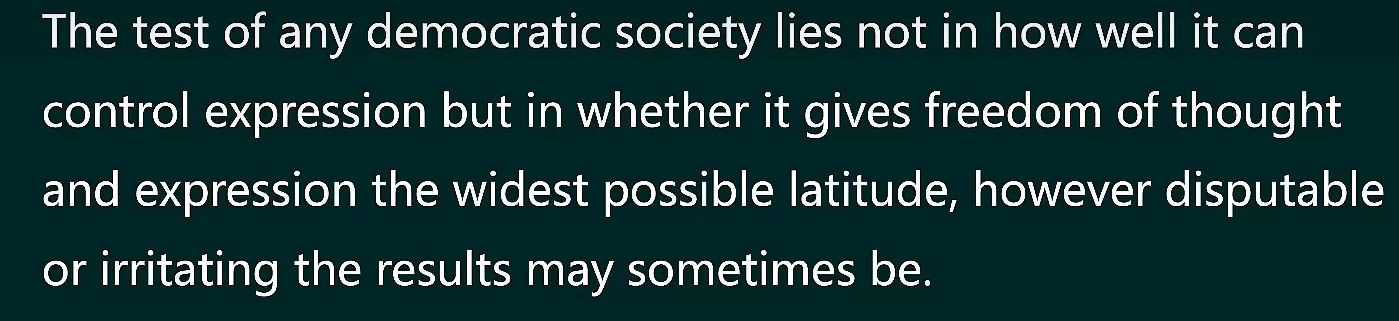 The test of any democratic society lies not in how well it can
control expression but in whether it gives freedom of thought
and expression the widest possible latitude, however disputable
or irritating the results may sometimes be.